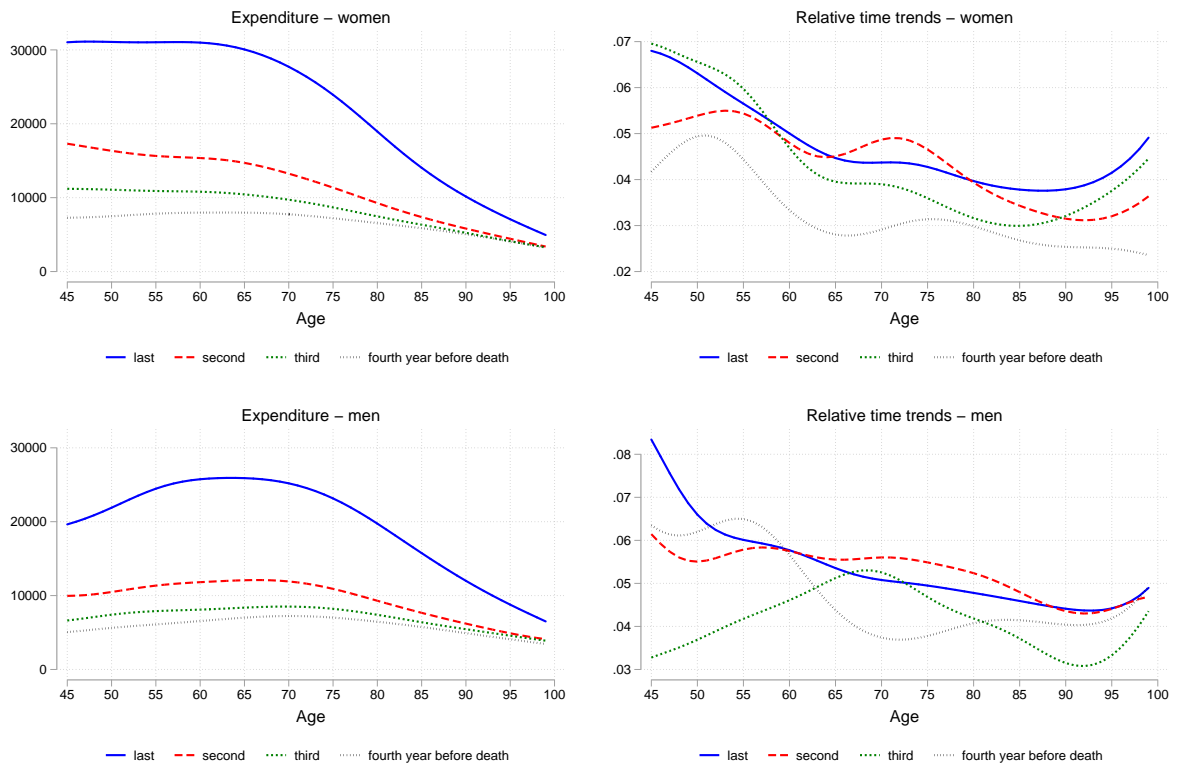 Expenditure – women
30000
20000
10000
0
45 50 55 60 65 70 75 80 85 90 95 100
Age
last second third fourth year before death
Relative time trends – women
.07
.06
.05
.04
.03
.02
45 50 55 60 65 70 75 80 85 90 95 100
Age
last second third fourth year before death
Expenditure – men
30000
20000
10000
0
45 50 55 60 65 70 75 80 85 90 95 100
Age
last second third fourth year before death
Relative time trends – men
.08
.07
.06
.05
.04
.03
45 50 55 60 65 70 75 80 85 90 95 100
Age
last second third fourth year before death